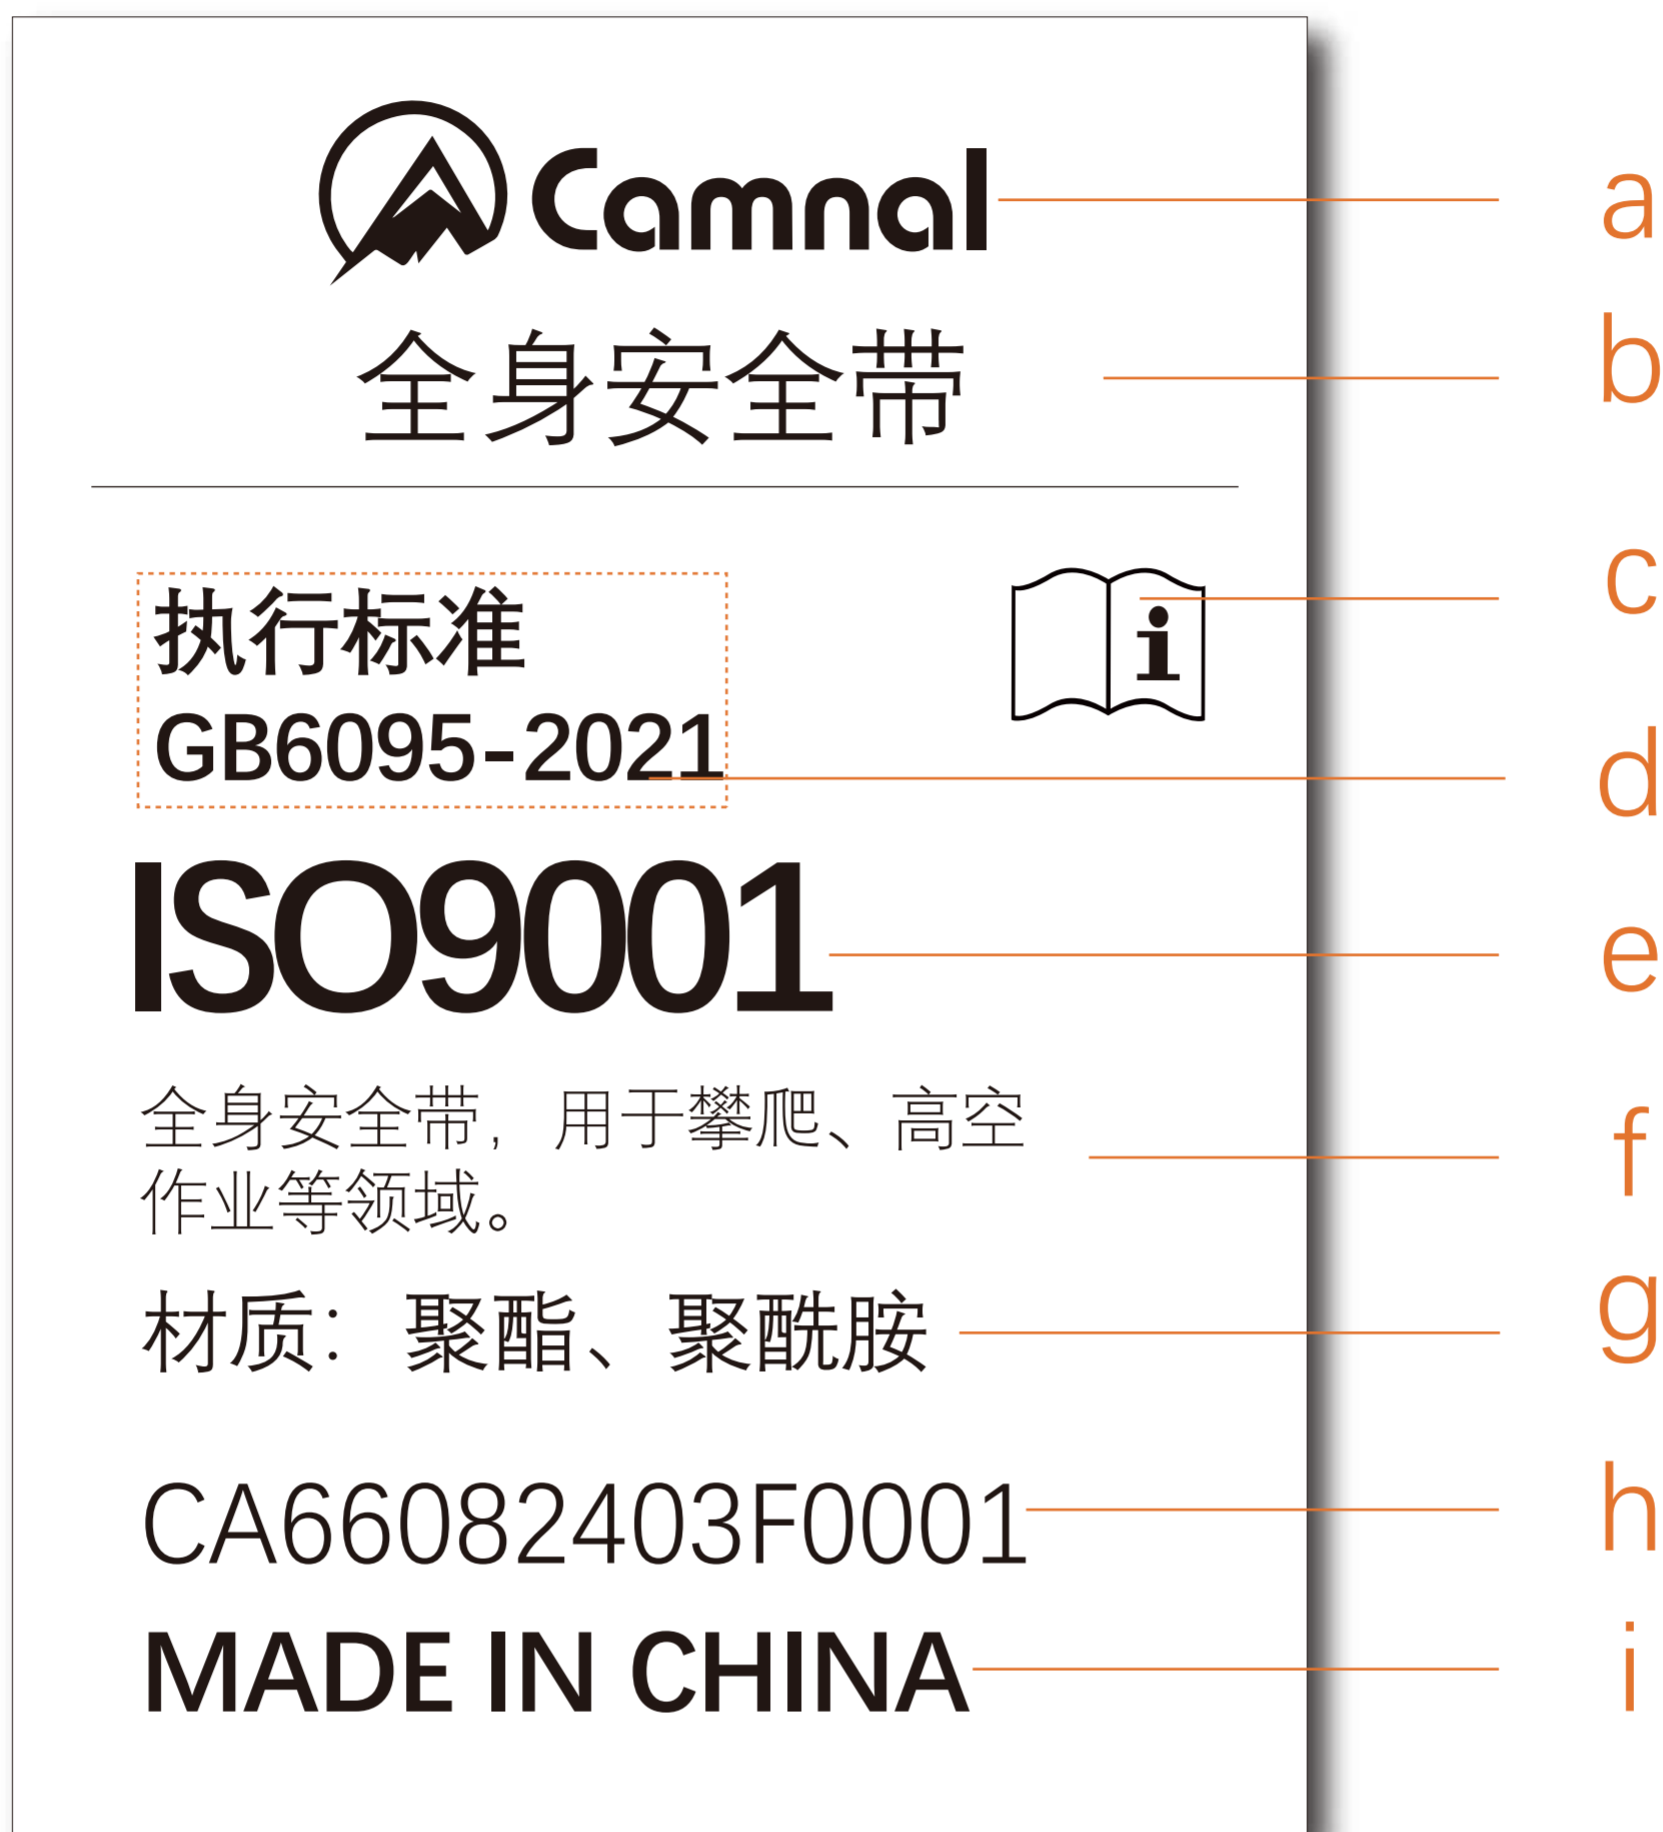 Camnal
a
全身安全带
b
执行标准
i
c
GB6095-2021
d
ISO9001
e
全身安全带，用于攀爬、高空
作业等领域。
f
材质：聚酯、聚酰胺
g
CA66082403F0001
h
MADE IN CHINA
i